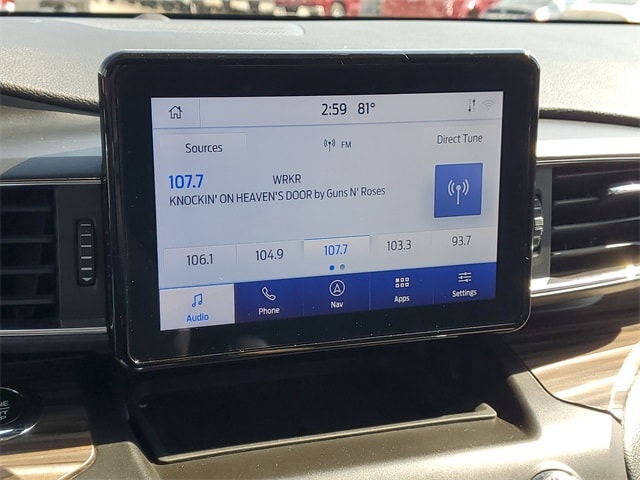 2:59 81°
Sources
FM
Direct Tune
107.7 WRKR
KNOCKIN' ON HEAVEN'S DOOR by Guns N' Roses
106.1 104.9 107.7 103.3 93.7
Audio Phone Nav Apps Settings